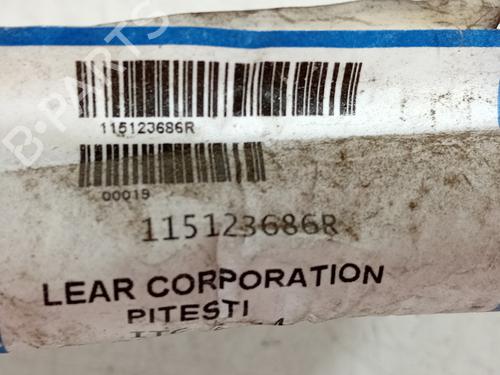 B-PARTS
115123686R
00019
115123686R
LEAR CORPORATION
PITESTI